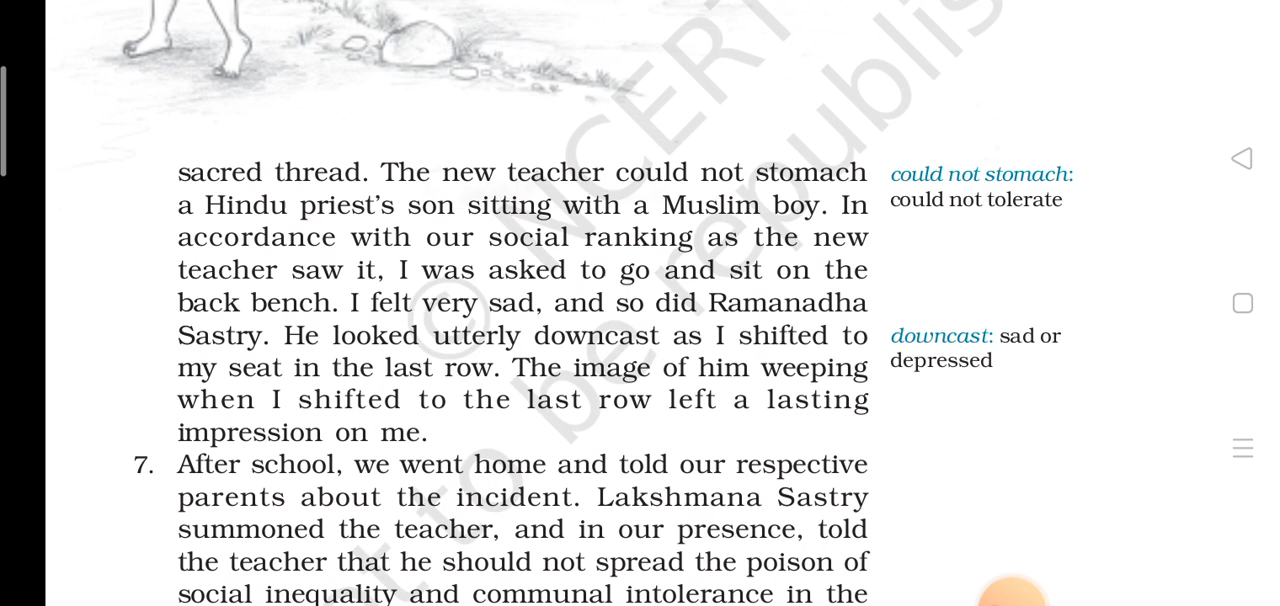 sacred thread. The new teacher could not stomach
a Hindu priest's son sitting with a Muslim boy. In
accordance with our social ranking as the new
teacher saw it, I was asked to go and sit on the
back bench. I felt very sad, and so did Ramanadha
Sastry. He looked utterly downcast as I shifted to
my seat in the last row. The image of him weeping
when I shifted to the last row left a lasting
impression on me.
7. After school, we went home and told our respective
parents about the incident. Lakshmana Sastry
summoned the teacher, and in our presence, told
the teacher that he should not spread the poison of
social inequality and communal intolerance in the
could not stomach:
could not tolerate
downcast: sad or
depressed
© NCERT
not to be republis